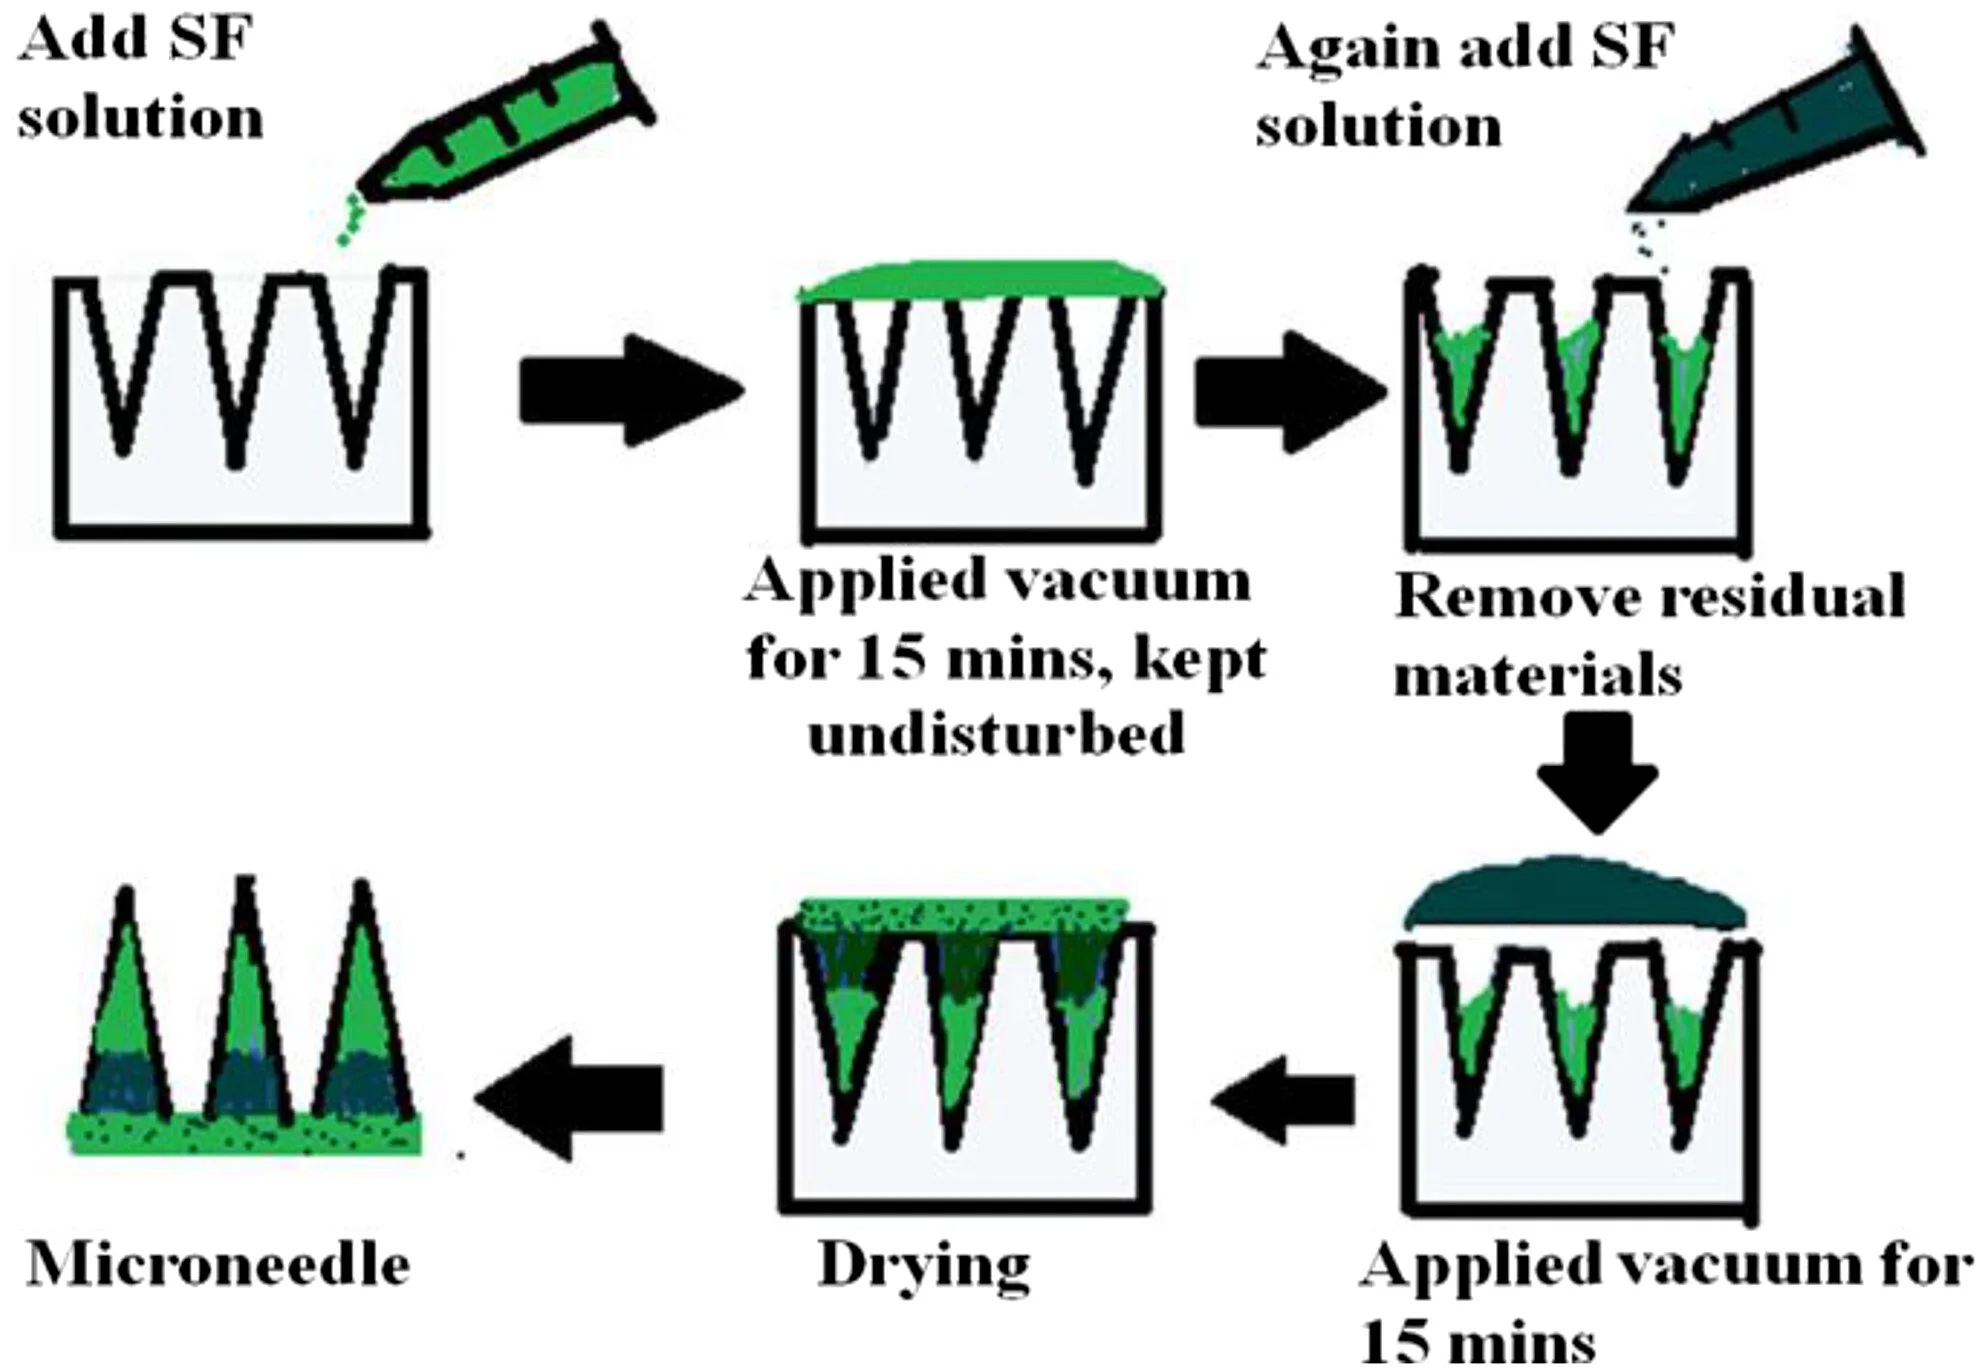 Add SF
solution
Again add SF
solution
Applied vacuum
for 15 mins, kept
undisturbed
Remove residual
materials
Microneedle
Drying
Applied vacuum for
15 mins